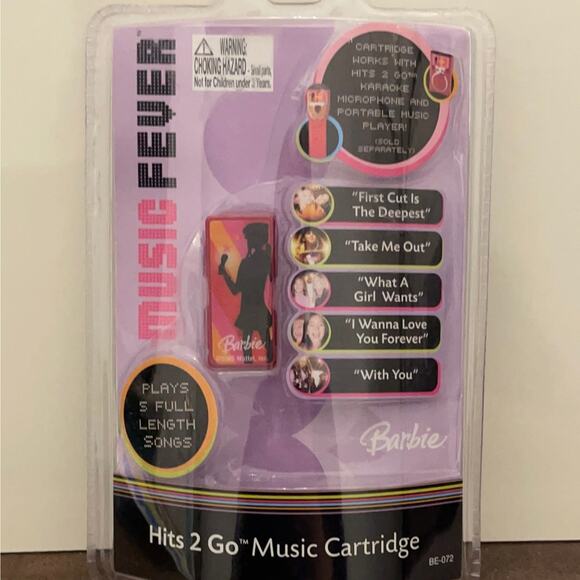 MUSIC FEVER™
WARNING:
CHOKING HAZARD - Small parts,
Not for Children under 3 Years.
"CARTRIDGE
WORKS WITH
HITS 2 GO™
KARAOKE
MICROPHONE AND
PORTABLE MUSIC
PLAYER!
(SOLD
SEPARATELY)
"First Cut Is
The Deepest"
"Take Me Out"
"What A
Girl Wants"
"I Wanna Love
You Forever"
"With You"
Barbie
Mattel, Inc.
PLAYS
5 FULL
LENGTH
SONGS
Barbie
Hits 2 Go™ Music Cartridge
BE-072